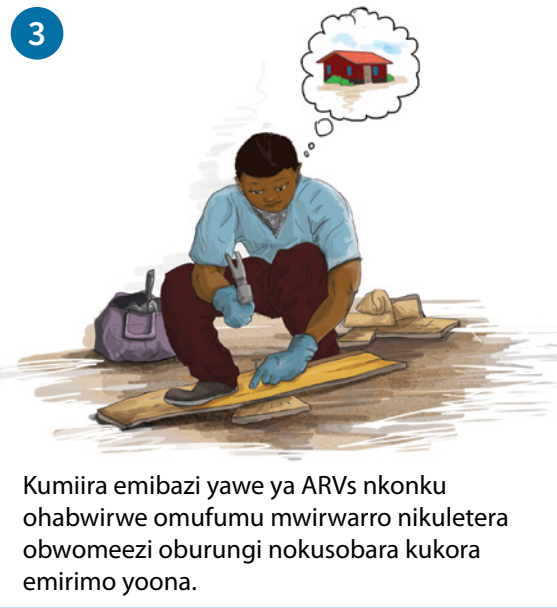 3
Kumiira emibazi yawe ya ARVs nkonku
ohabwirwe omufumu mwirwarro nikuletera
obwomeezi oburungi nokusobara kukora
emirimo yoona.